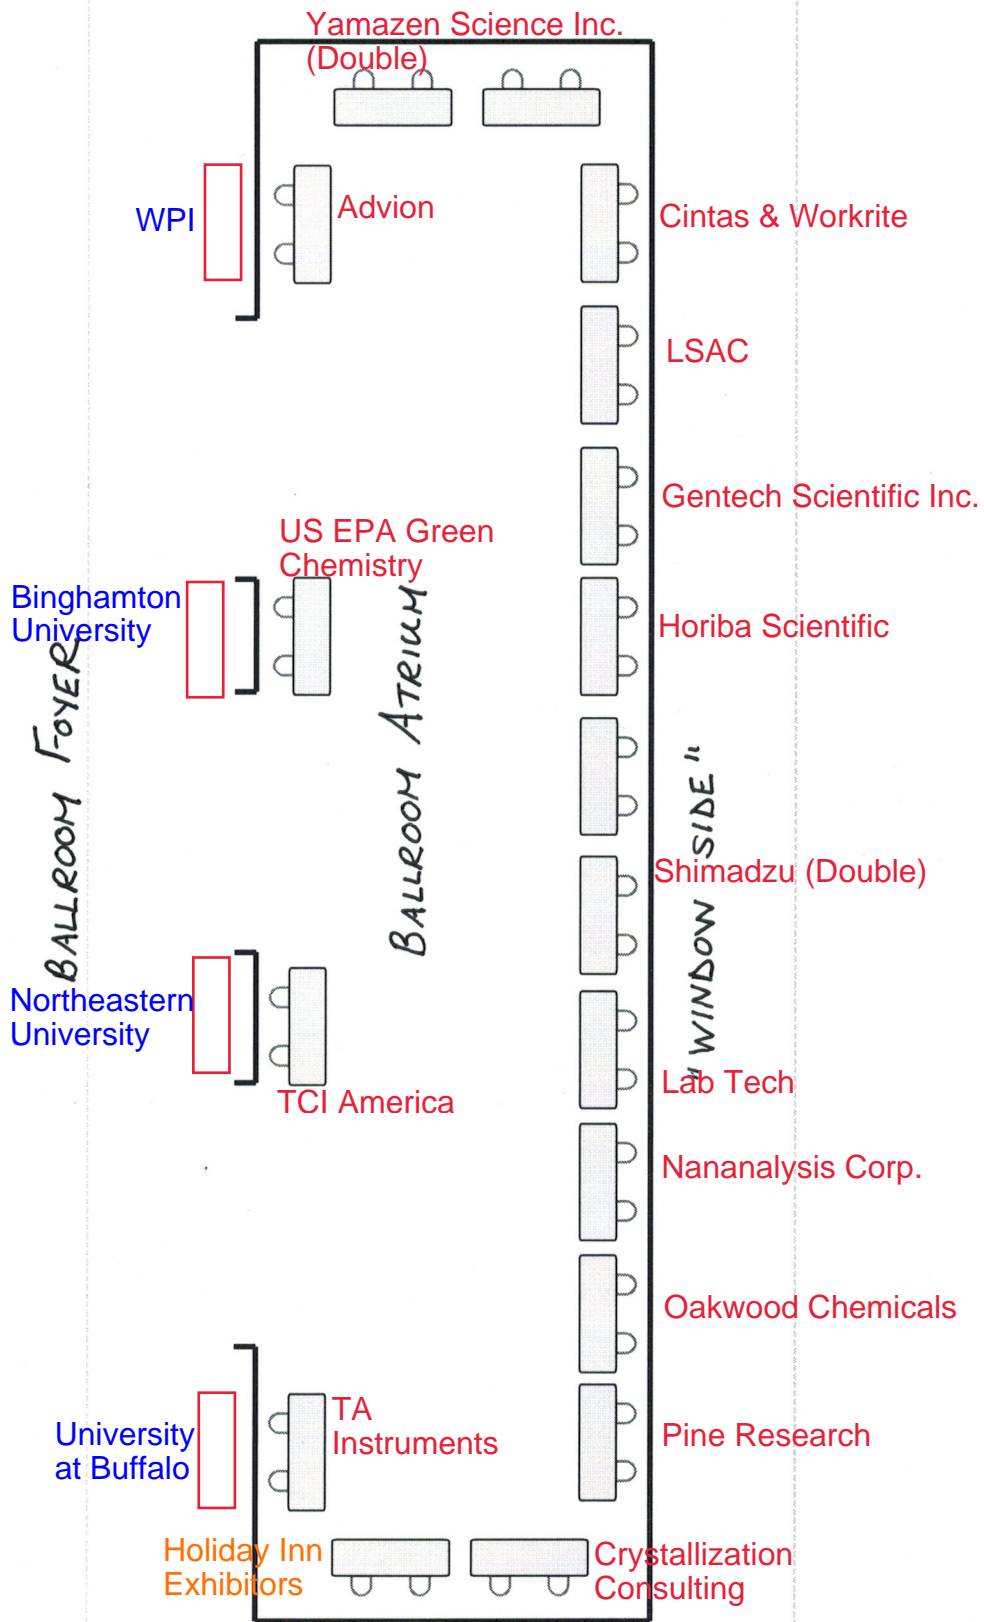 Yamazen Science Inc.
(Double)
WPI
Advion
Cintas & Workrite
LSAC
Gentech Scientific Inc.
US EPA Green
Chemistry
Binghamton
University
Horiba Scientific
BALLROOM FOYER
BALLROOM ATRIUM
"WINDOW SIDE"
Shimadzu (Double)
Northeastern
University
TCI America
Lab Tech
Nananalysis Corp.
Oakwood Chemicals
TA
Instruments
University
at Buffalo
Pine Research
Holiday Inn
Exhibitors
Crystallization
Consulting